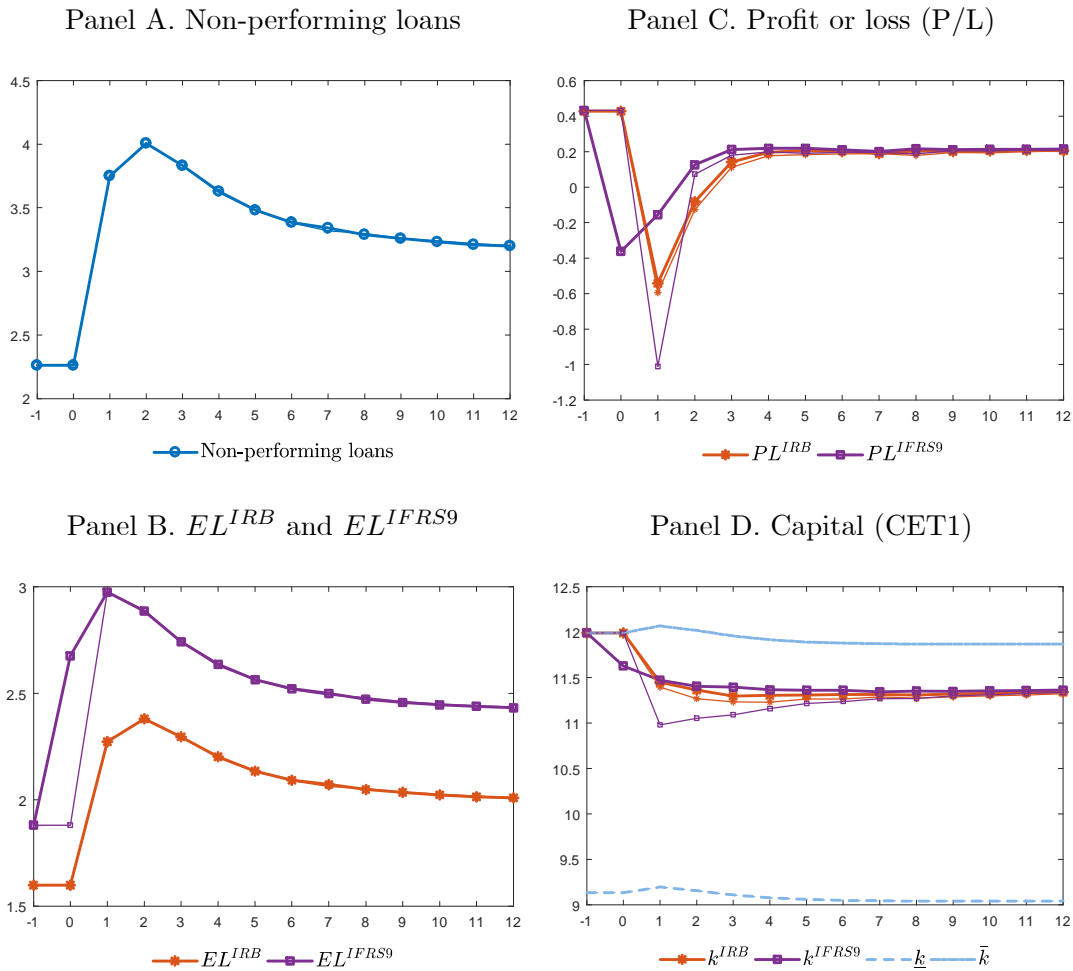 Panel A. Non-performing loans
4.5
4
3.5
3
2.5
2
-1 0 1 2 3 4 5 6 7 8 9 10 11 12
Non-performing loans
Panel C. Profit or loss (P/L)
0.6
0.4
0.2
0
-0.2
-0.4
-0.6
-0.8
-1
-1.2
-1 0 1 2 3 4 5 6 7 8 9 10 11 12
PL^{IRB} PL^{IFRS9}
Panel B. EL^{IRB} and EL^{IFRS9}
3
2.5
2
1.5
-1 0 1 2 3 4 5 6 7 8 9 10 11 12
EL^{IRB} EL^{IFRS9}
Panel D. Capital (CET1)
12.5
12
11.5
11
10.5
10
9.5
9
-1 0 1 2 3 4 5 6 7 8 9 10 11 12
k^{IRB} k^{IFRS9} \underline{k} \bar{k}